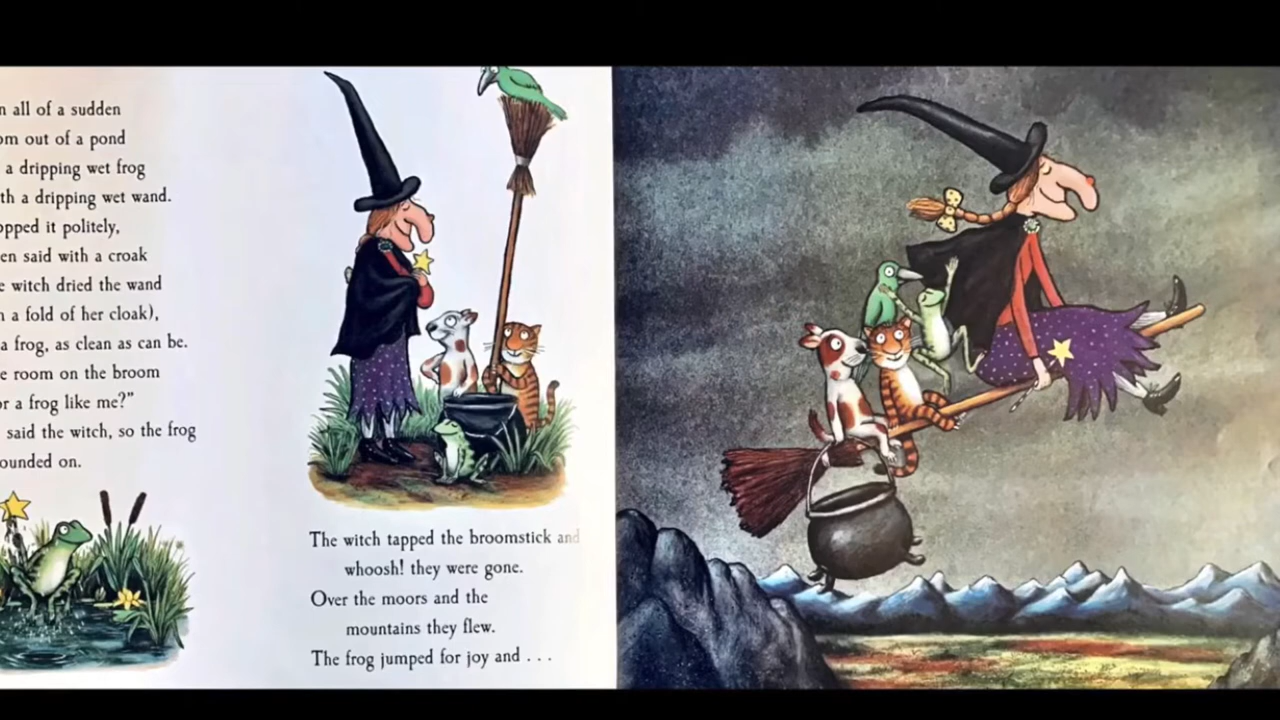 all of a sudden
out of a pond
a dripping wet frog
a dripping wet wand.
it politely,
said with a croak
witch dried the wand
a fold of her cloak),
a frog, as clean as can be.
room on the broom
a frog like me?"
said the witch, so the frog
on.
The witch tapped the broomstick and
whoosh! they were gone.
Over the moors and the
mountains they flew.
The frog jumped for joy and . . .